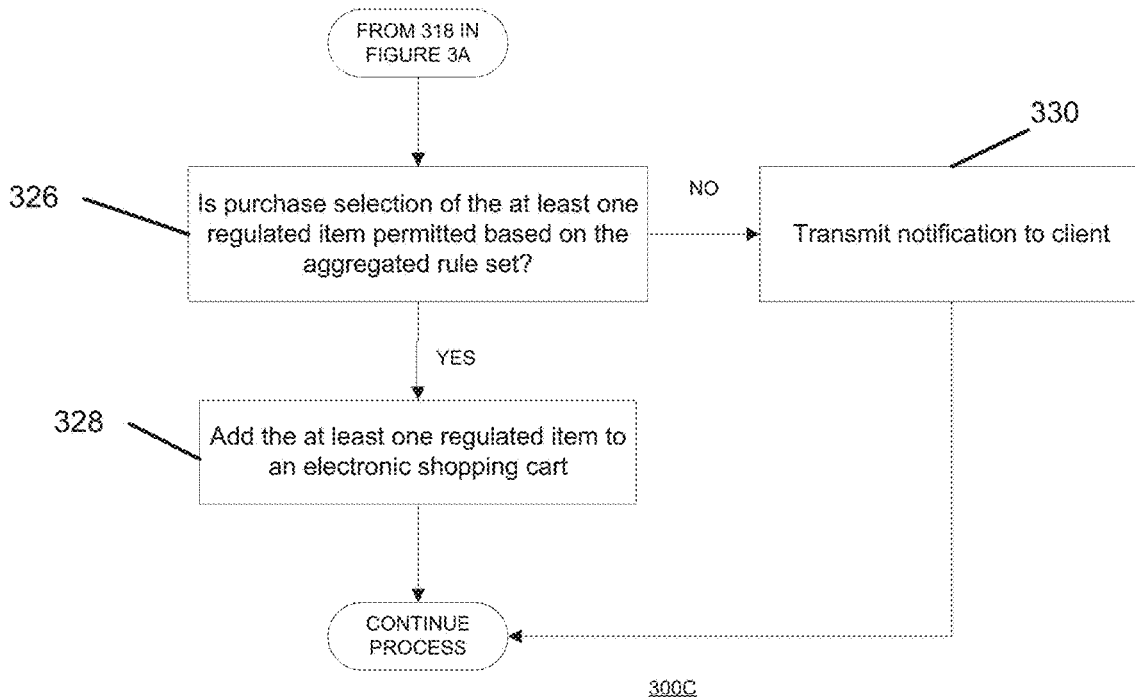 FROM 318 IN
FIGURE 3A
330
326
Is purchase selection of the at least one
regulated item permitted based on the
aggregated rule set?
NO
Transmit notification to client
YES
328
Add the at least one regulated item to
an electronic shopping cart
CONTINUE
PROCESS
300C